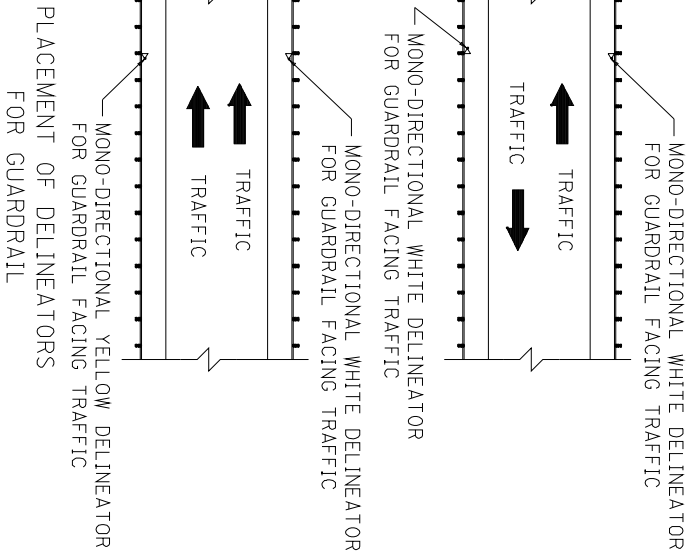 MONO-DIRECTIONAL WHITE DELINEATOR
FOR GUARDRAIL FACING TRAFFIC
TRAFFIC
TRAFFIC
MONO-DIRECTIONAL WHITE DELINEATOR
FOR GUARDRAIL FACING TRAFFIC
MONO-DIRECTIONAL WHITE DELINEATOR
FOR GUARDRAIL FACING TRAFFIC
TRAFFIC
TRAFFIC
MONO-DIRECTIONAL YELLOW DELINEATOR
FOR GUARDRAIL FACING TRAFFIC
PLACEMENT OF DELINEATORS
FOR GUARDRAIL